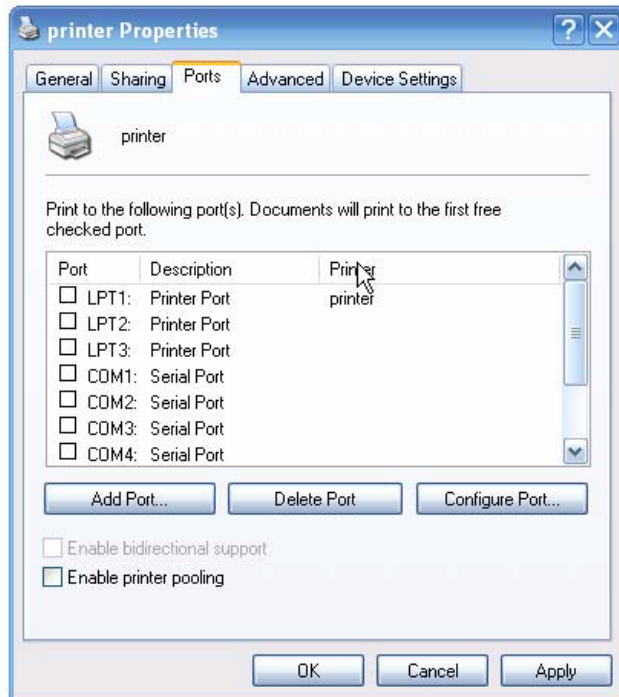 printer Properties
General Sharing Ports Advanced Device Settings
printer
Print to the following port(s). Documents will print to the first free
checked port.
Port Description Printer
LPT1: Printer Port printer
LPT2: Printer Port
LPT3: Printer Port
COM1: Serial Port
COM2: Serial Port
COM3: Serial Port
COM4: Serial Port
Add Port... Delete Port Configure Port...
Enable bidirectional support
Enable printer pooling
OK Cancel Apply